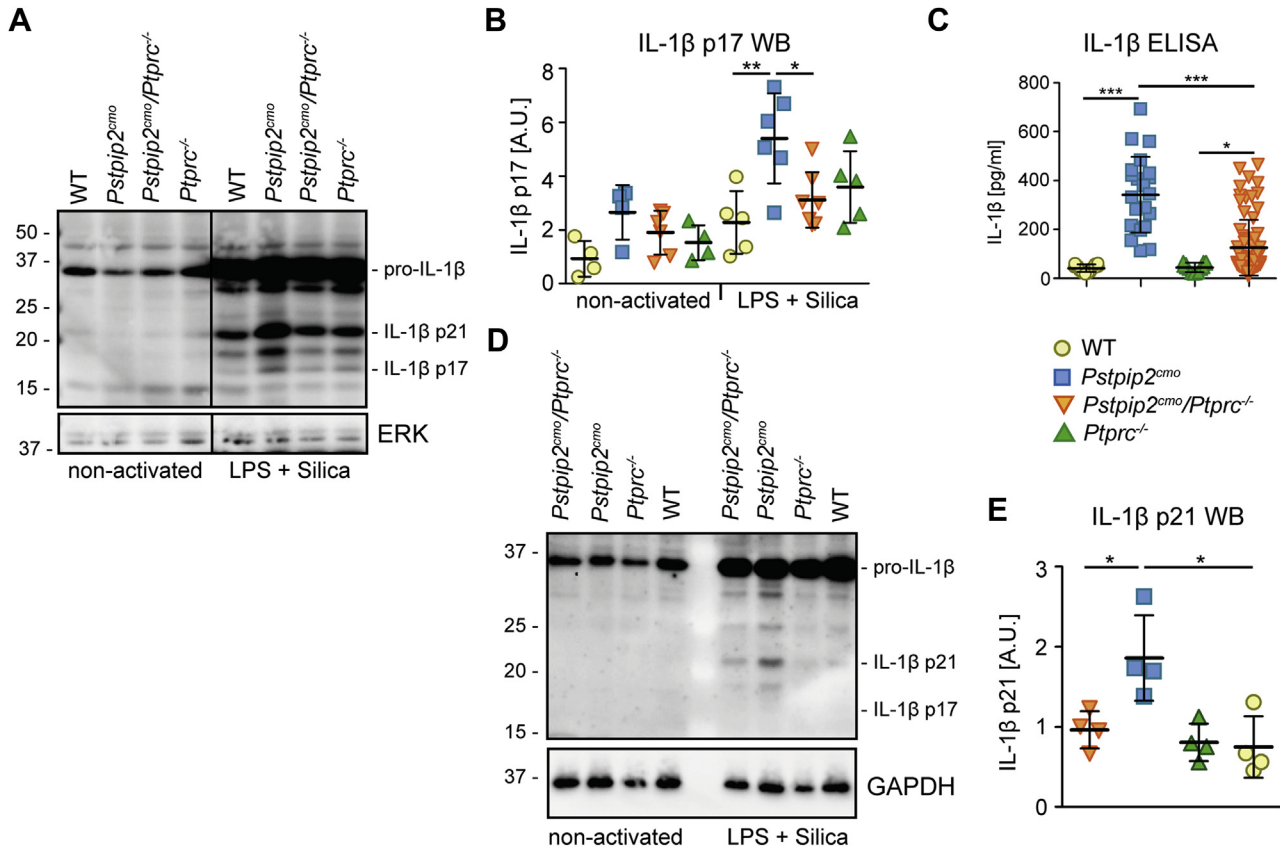 A
WT
Pstpip2cmo
Pstpip2cmo/Ptprc-/-
Ptprc-/-
WT
Pstpip2cmo
Pstpip2cmo/Ptprc-/-
Ptprc-/-
50 -
37 -
25 -
20 -
15 -
- pro-IL-1β
- IL-1β p21
- IL-1β p17
37 -
ERK
non-activated
LPS + Silica
B
IL-1β p17 WB
IL-1β p17 [A.U.]
8
6
4
2
0
**
*
non-activated
LPS + Silica
C
IL-1β ELISA
IL-1β [pg/ml]
800
600
400
200
0
***
***
*
WT
Pstpip2cmo
Pstpip2cmo/Ptprc-/-
Ptprc-/-
D
Pstpip2cmo/Ptprc-/-
Pstpip2cmo
Ptprc-/-
WT
Pstpip2cmo/Ptprc-/-
Pstpip2cmo
Ptprc-/-
WT
37 -
25 -
20 -
15 -
- pro-IL-1β
- IL-1β p21
- IL-1β p17
37 -
GAPDH
non-activated
LPS + Silica
E
IL-1β p21 WB
IL-1β p21 [A.U.]
3
2
1
0
*
*